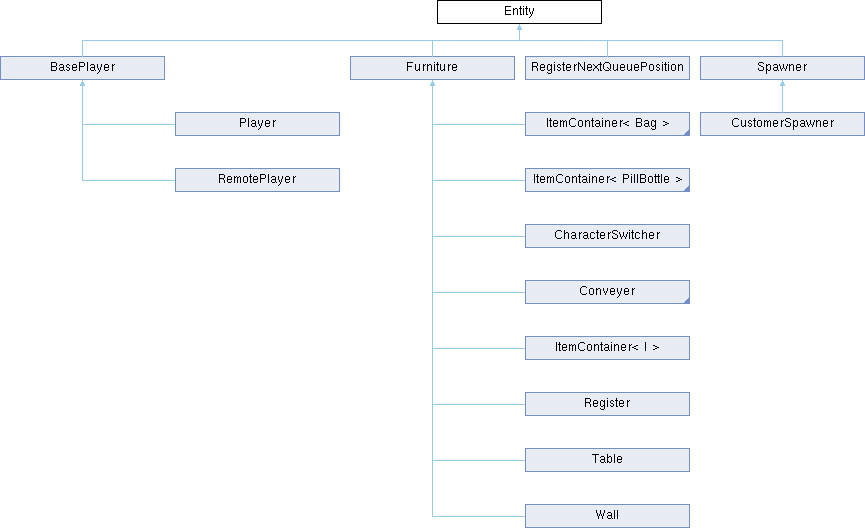 Entity
BasePlayer
Furniture
RegisterNextQueuePosition
Spawner
Player
ItemContainer< Bag >
CustomerSpawner
RemotePlayer
ItemContainer< PillBottle >
CharacterSwitcher
Conveyer
ItemContainer< I >
Register
Table
Wall